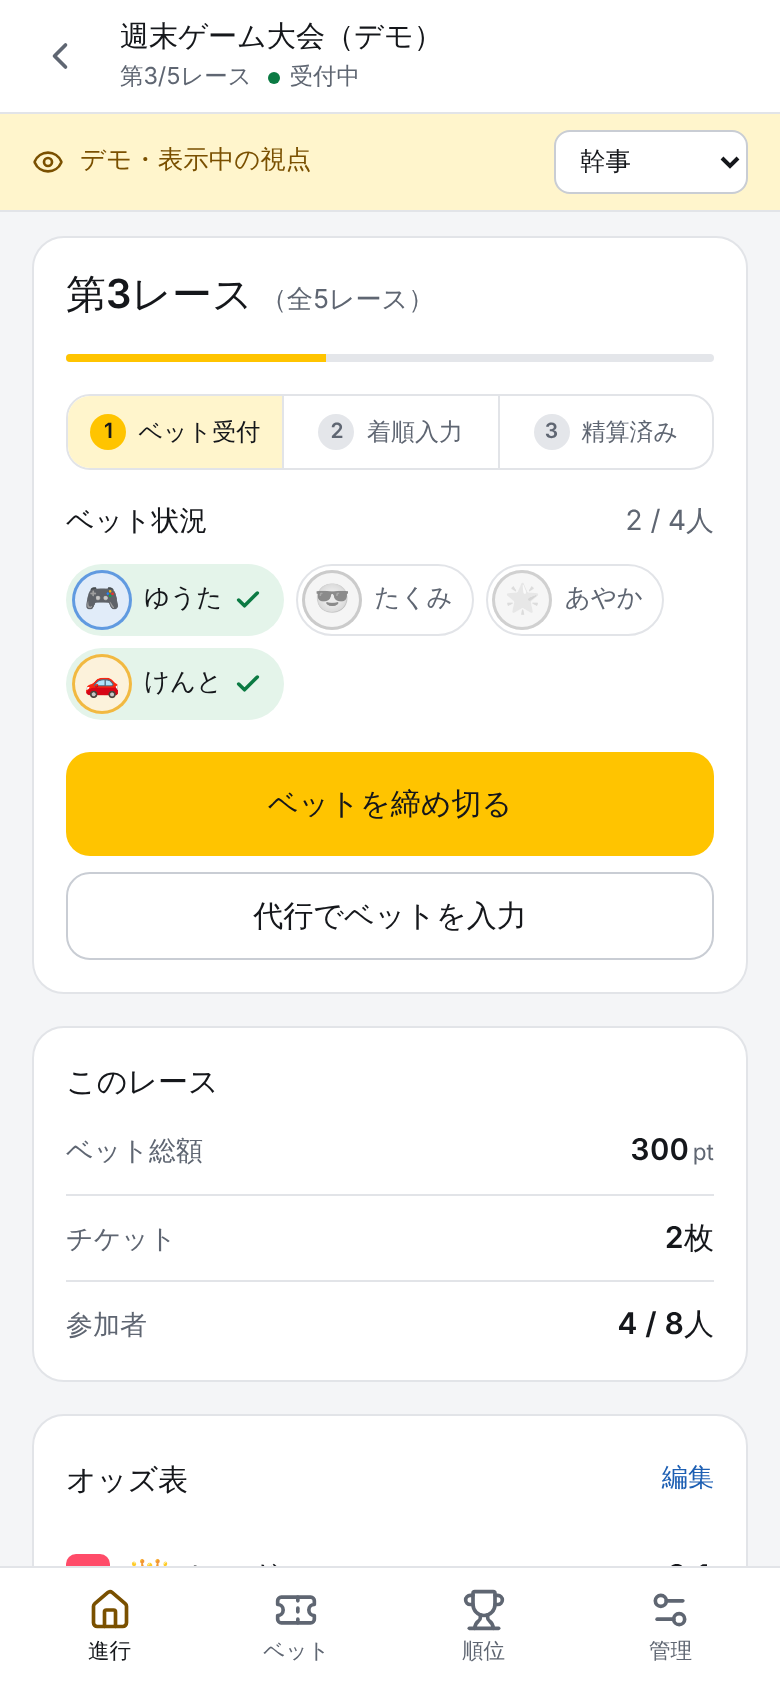 週末ゲーム大会（デモ）
第3/5レース ● 受付中
デモ・表示中の視点
幹事
第3レース （全5レース）
1 ベット受付
2 着順入力
3 精算済み
ベット状況
2 / 4人
ゆうた
たくみ
あやか
けんと
ベットを締め切る
代行でベットを入力
このレース
ベット総額
300 pt
チケット
2枚
参加者
4 / 8人
オッズ表
編集
進行
ベット
順位
管理